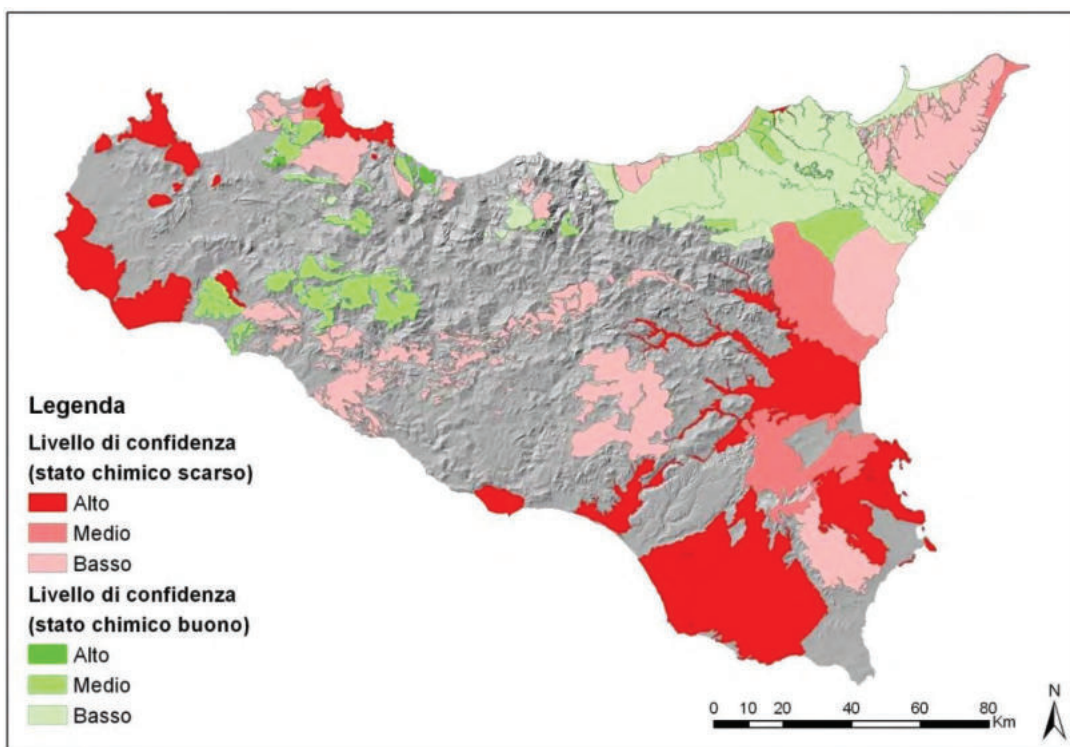 Legenda
Livello di confidenza
(stato chimico scarso)
Alto
Medio
Basso
Livello di confidenza
(stato chimico buono)
Alto
Medio
Basso
0 10 20 40 60 80
Km
N